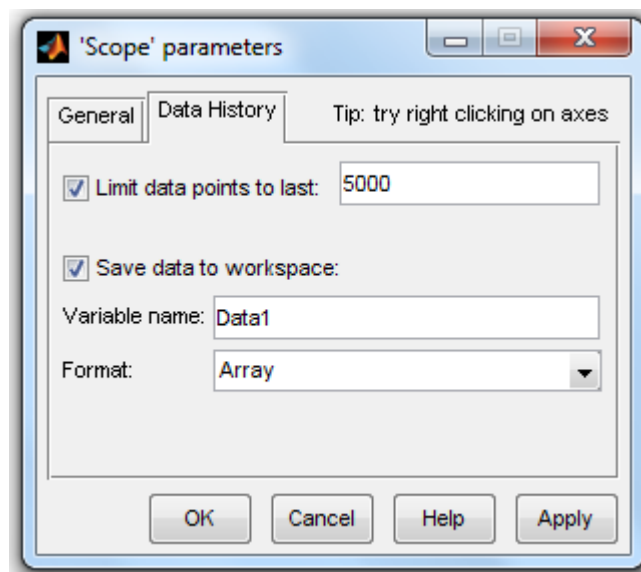 'Scope' parameters
General Data History Tip: try right clicking on axes
Limit data points to last: 5000
Save data to workspace:
Variable name: Data1
Format: Array
OK Cancel Help Apply